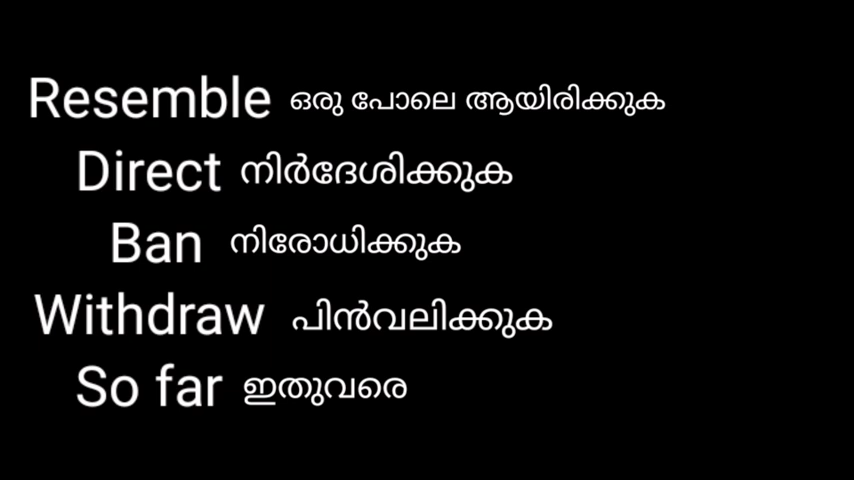 Resemble ഒരു പോലെ ആയിരിക്കുക
Direct നിർദേശിക്കുക
Ban നിരോധിക്കുക
Withdraw പിൻവലിക്കുക
So far ഇതുവരെ